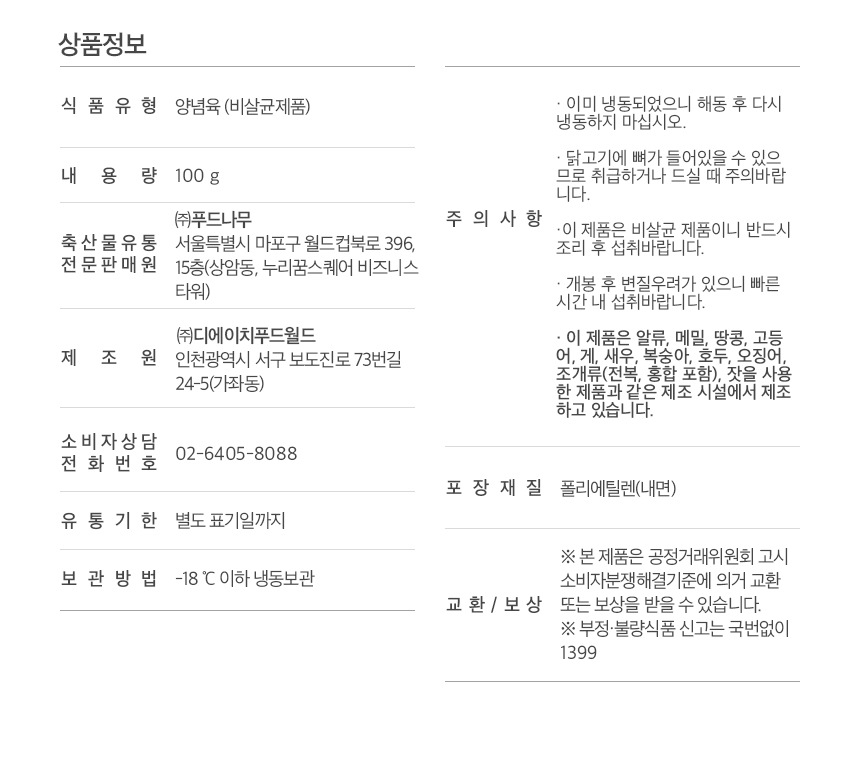 상품정보
식품유형 양념육 (비살균제품)
내용량 100 g
축산물유통
전문판매원
㈜푸드나무
서울특별시 마포구 월드컵북로 396,
15층(상암동, 누리꿈스퀘어 비즈니스
타워)
제조원
㈜디에이치푸드월드
인천광역시 서구 보도진로 73번길
24-5(가좌동)
소비자상담
전화번호
02-6405-8088
유통기한 별도 표기일까지
보관방법 -18 ℃ 이하 냉동보관
주의사항
· 이미 냉동되었으니 해동 후 다시
냉동하지 마십시오.
· 닭고기에 뼈가 들어있을 수 있으
므로 취급하거나 드실 때 주의바랍
니다.
·이 제품은 비살균 제품이니 반드시
조리 후 섭취바랍니다.
· 개봉 후 변질우려가 있으니 빠른
시간 내 섭취바랍니다.
· 이 제품은 알류, 메밀, 땅콩, 고등
어, 게, 새우, 복숭아, 호두, 오징어,
조개류(전복, 홍합 포함), 잣을 사용
한 제품과 같은 제조 시설에서 제조
하고 있습니다.
포장재질 폴리에틸렌(내면)
교환/보상
※ 본 제품은 공정거래위원회 고시
소비자분쟁해결기준에 의거 교환
또는 보상을 받을 수 있습니다.
※ 부정·불량식품 신고는 국번없이
1399